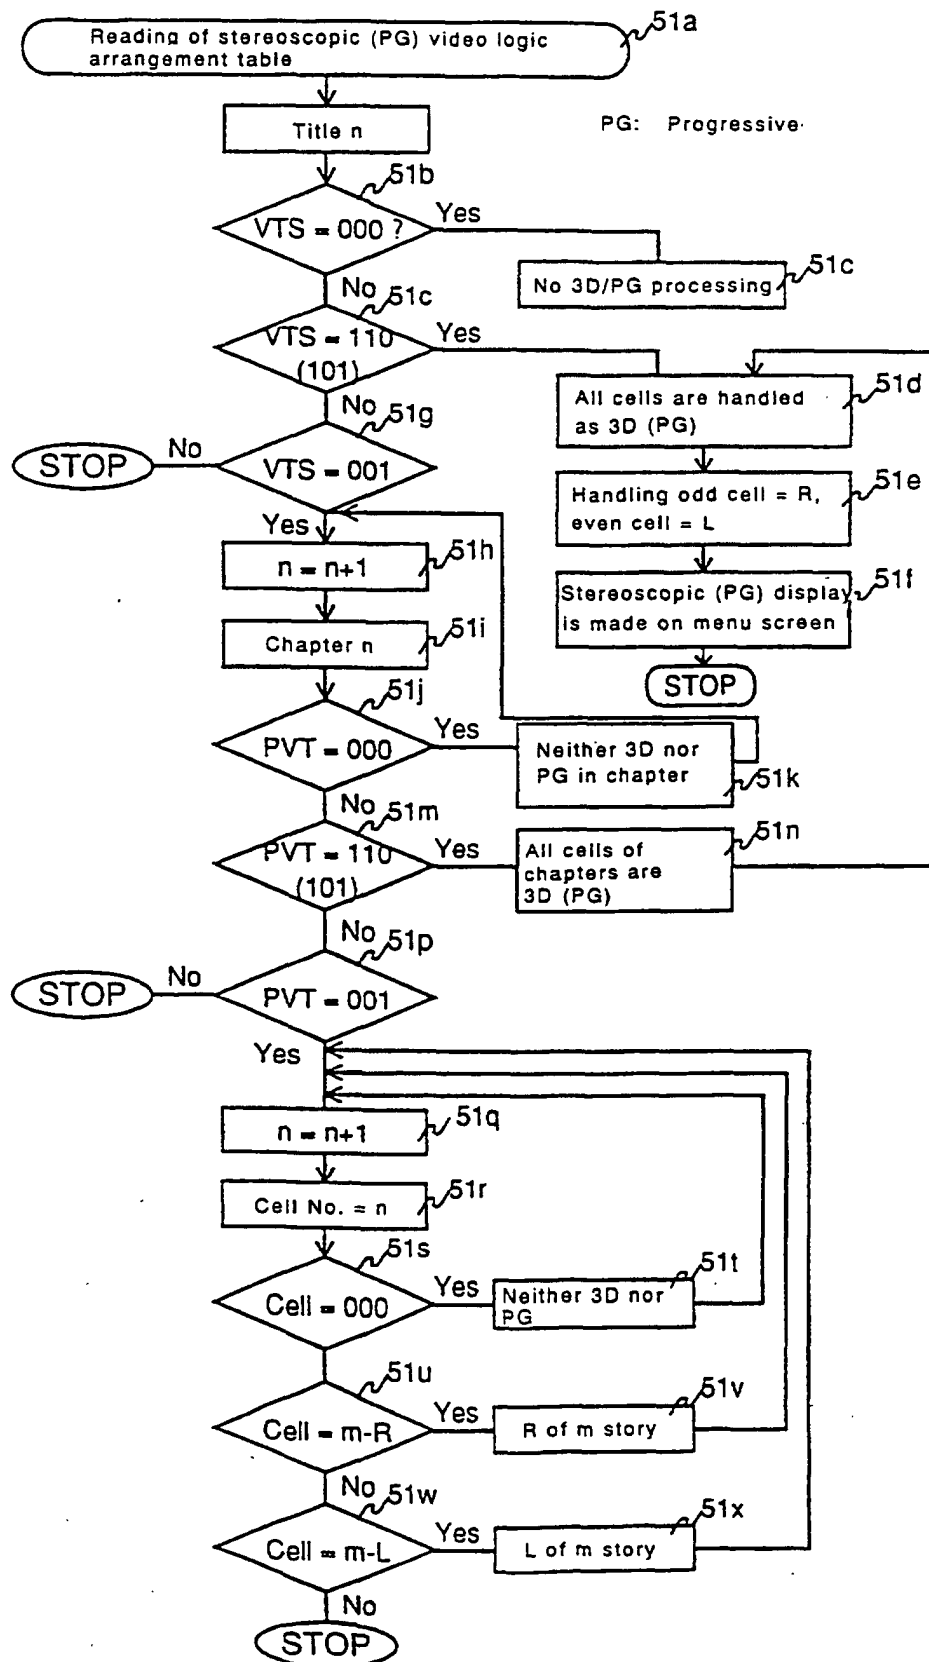 51a
Reading of stereoscopic (PG) video logic
arrangement table
Title n
PG: Progressive
51b
VTS = 000 ?
Yes
51c
No 3D/PG processing
No
51c
VTS = 110
(101)
Yes
51d
All cells are handled
as 3D (PG)
No
51g
STOP
No
VTS = 001
51e
Handling odd cell = R,
even cell = L
Yes
51h
n = n+1
51f
Stereoscopic (PG) display
is made on menu screen
51i
Chapter n
STOP
51j
PVT = 000
Yes
Neither 3D nor
PG in chapter
51k
No
51m
PVT = 110
(101)
Yes
51n
All cells of
chapters are
3D (PG)
No
51p
STOP
No
PVT = 001
Yes
51q
n = n+1
51r
Cell No. = n
51s
Cell = 000
Yes
51t
Neither 3D nor
PG
51u
Cell = m-R
Yes
51v
R of m story
No
51w
Cell = m-L
Yes
51x
L of m story
No
STOP